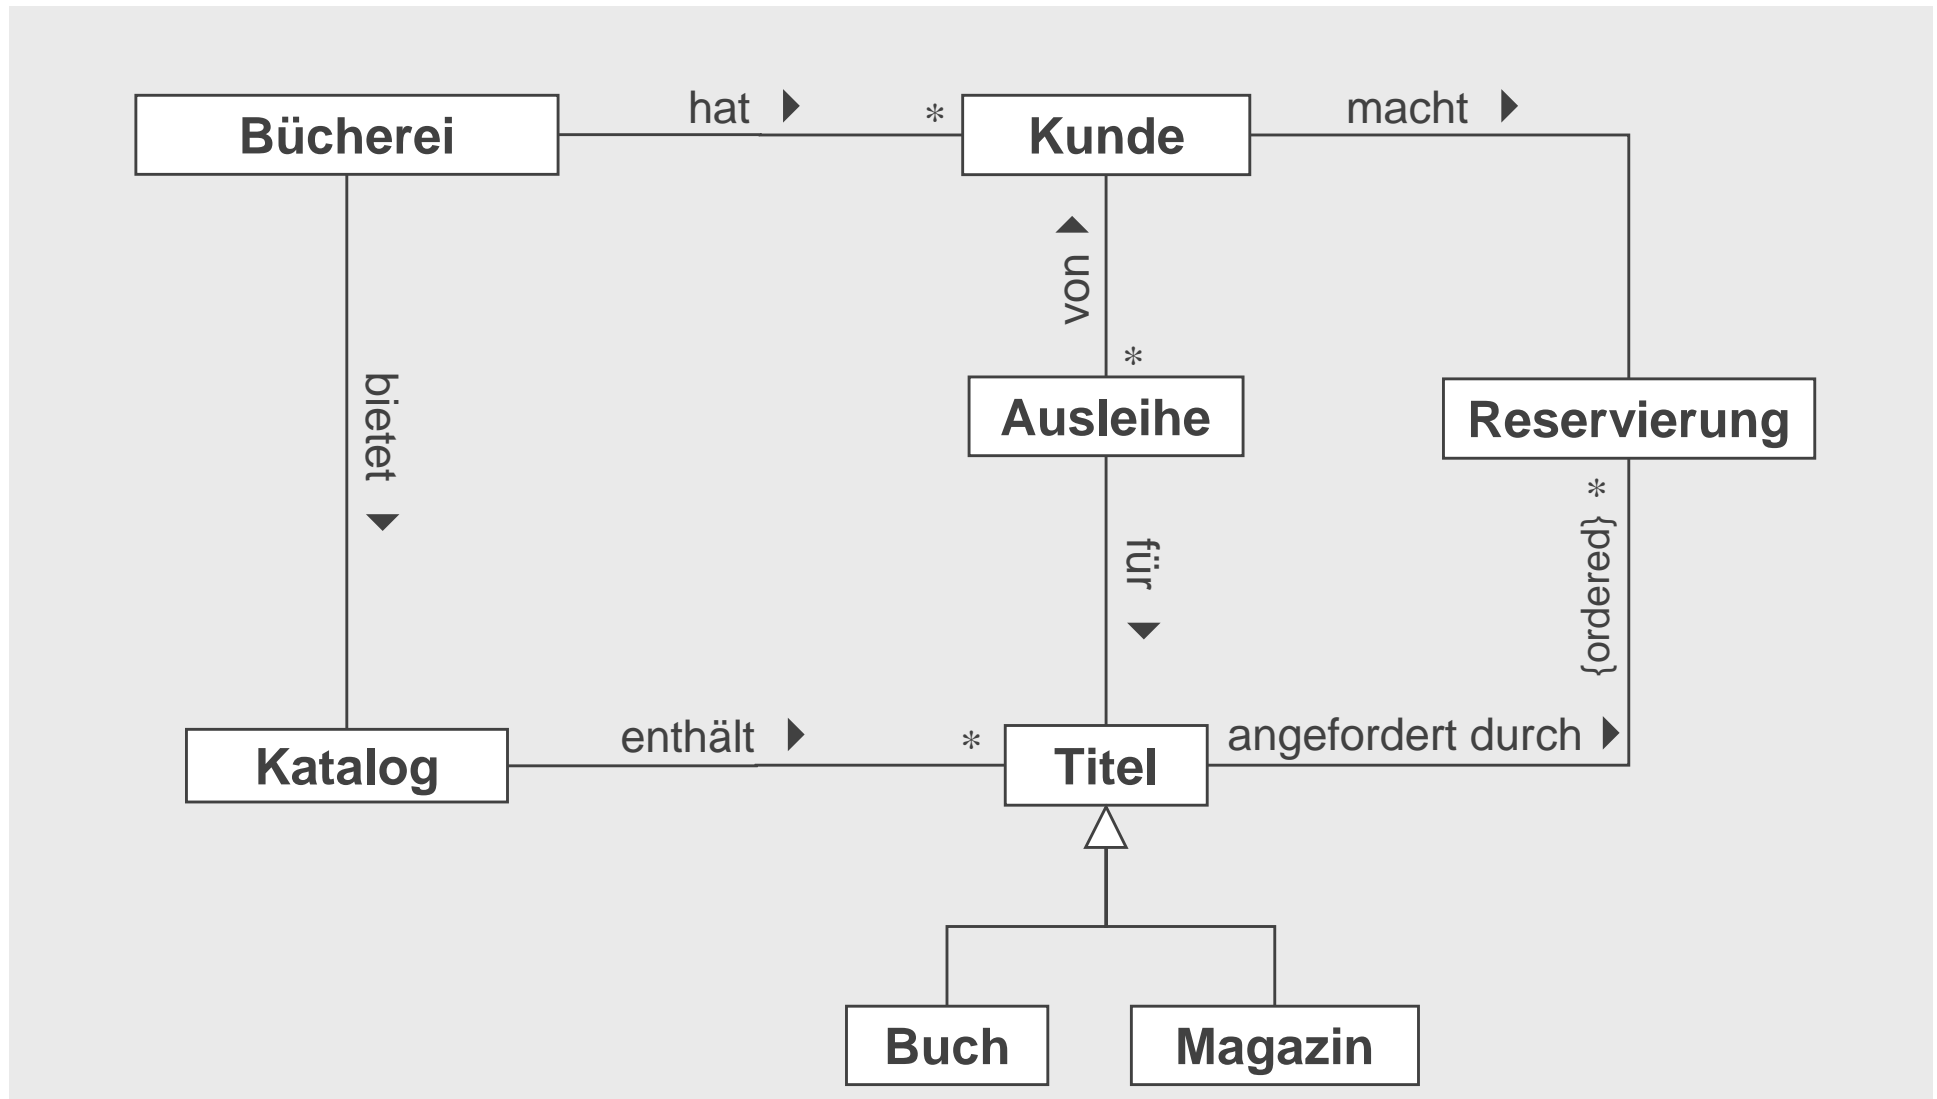 hat
*
macht
Bücherei
Kunde
von
*
bietet
Ausleihe
Reservierung
*
{ordered}
für
enthält
*
angefordert durch
Katalog
Titel
Buch
Magazin